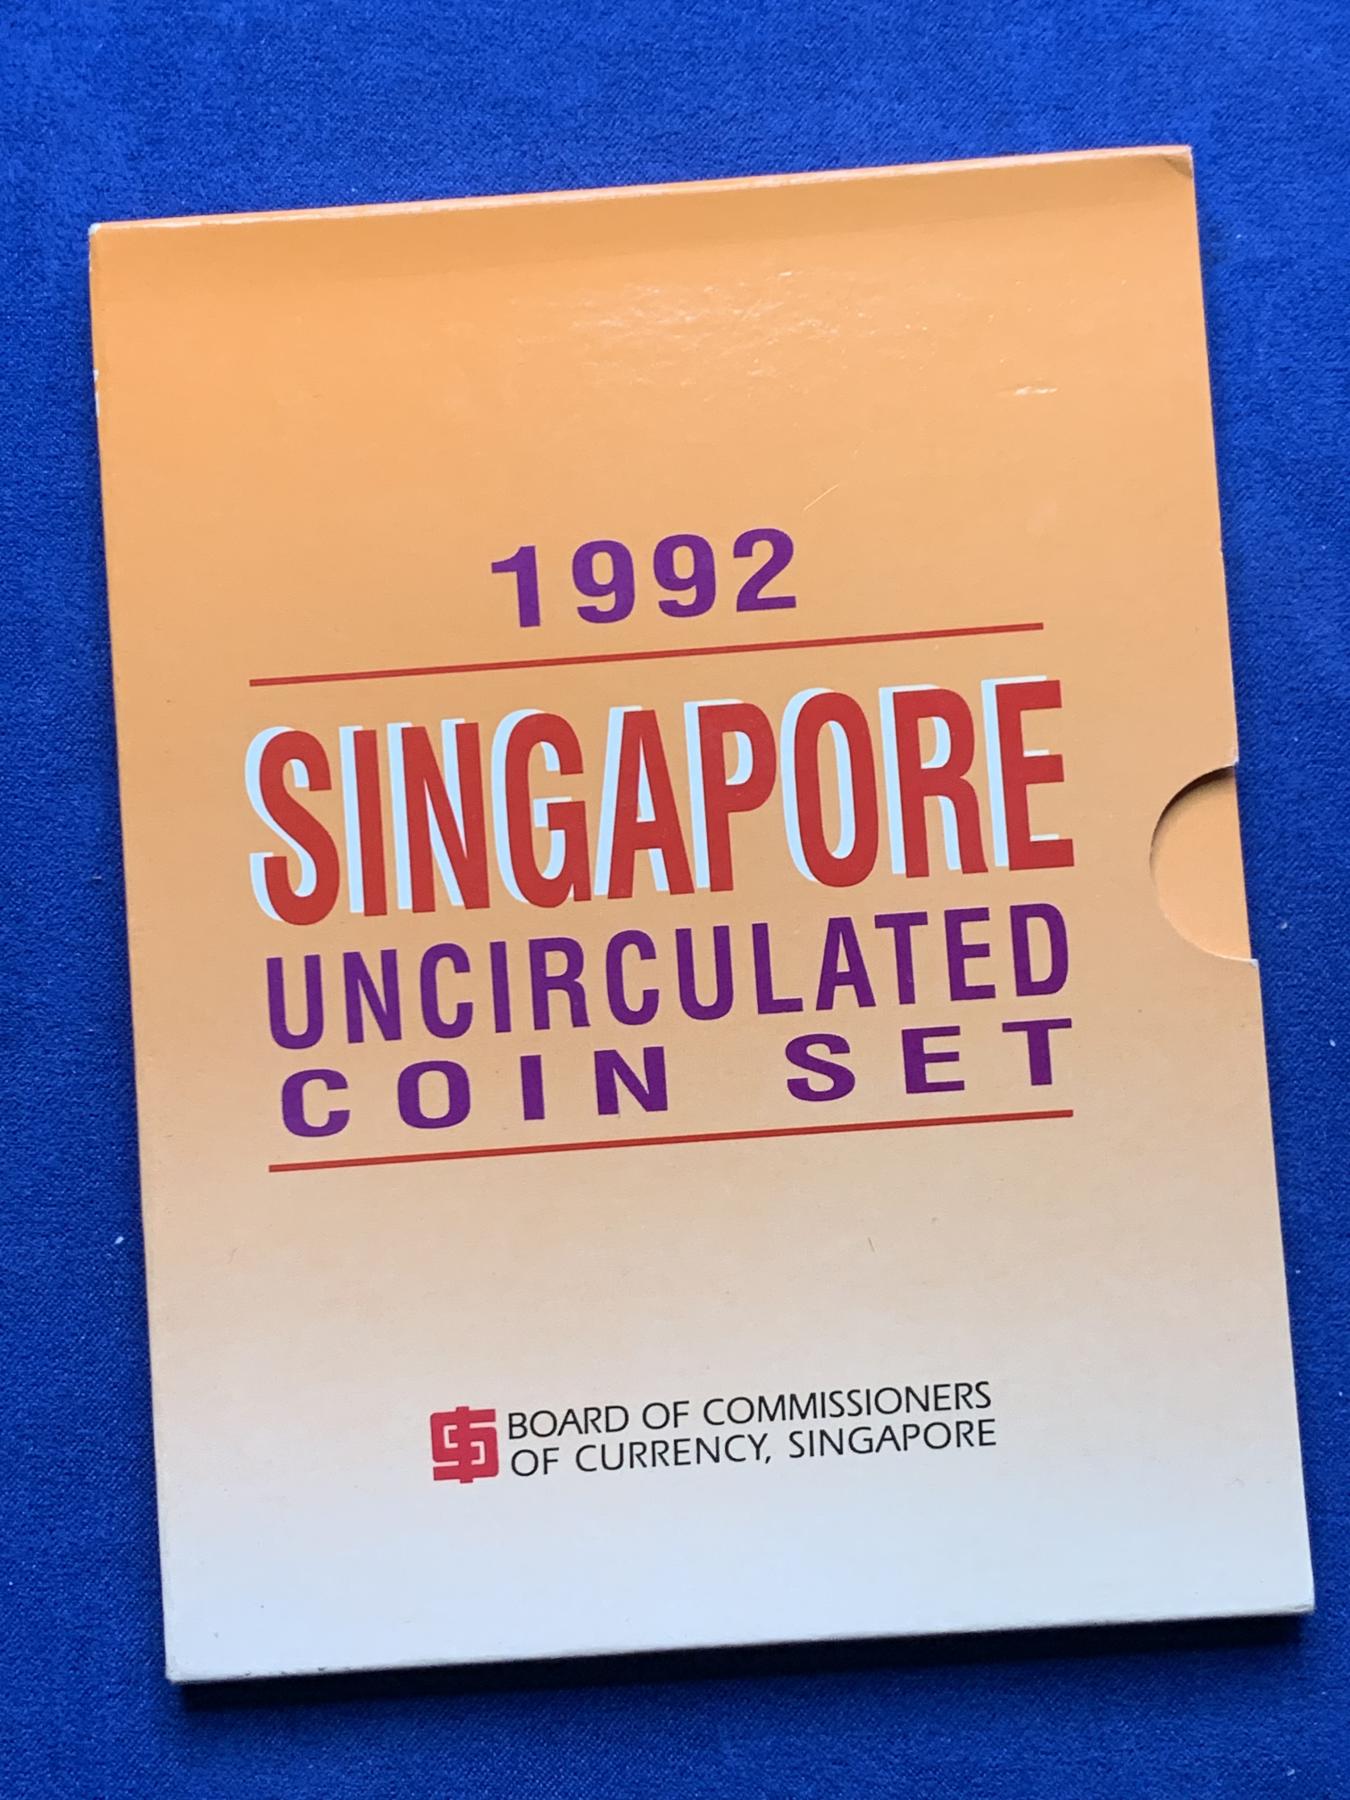 1992
SINGAPORE
UNCIRCULATED
COIN SET
BOARD OF COMMISSIONERS
OF CURRENCY, SINGAPORE